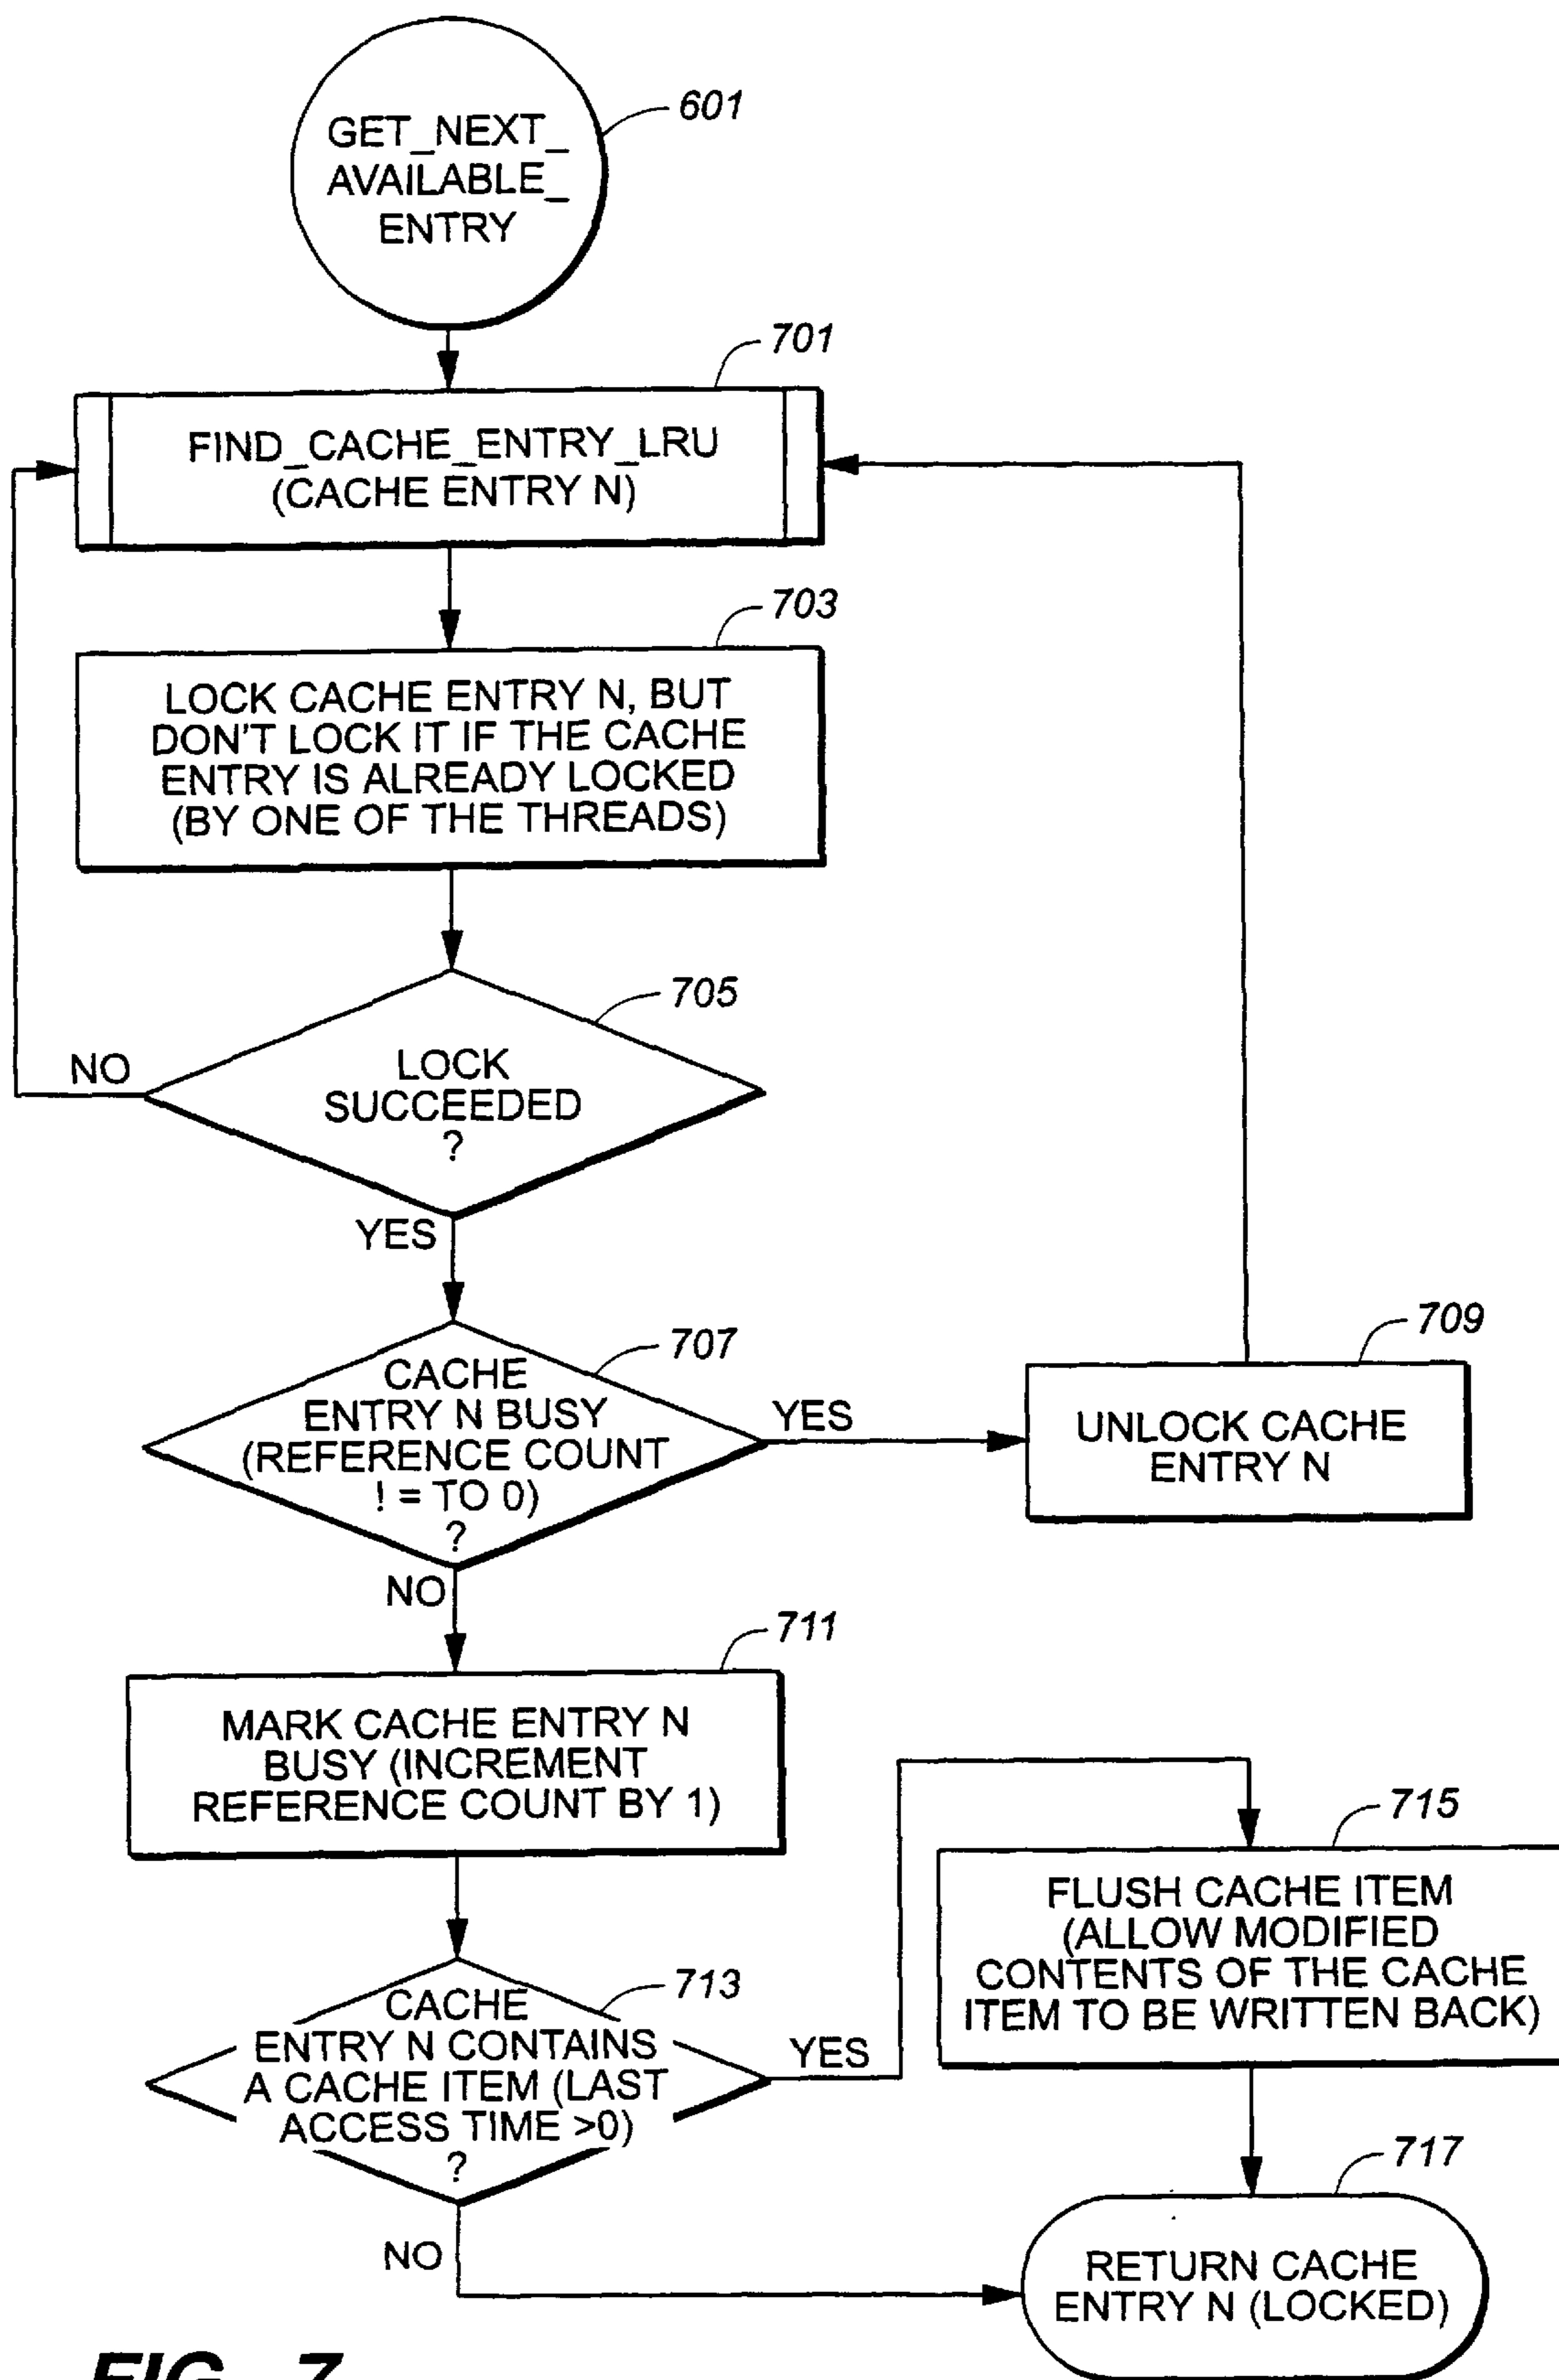 GET_NEXT_
AVAILABLE_
ENTRY
601
701
FIND_CACHE_ENTRY_LRU
(CACHE ENTRY N)
703
LOCK CACHE ENTRY N, BUT
DON'T LOCK IT IF THE CACHE
ENTRY IS ALREADY LOCKED
(BY ONE OF THE THREADS)
705
NO
LOCK
SUCCEEDED
?
YES
707
709
CACHE
ENTRY N BUSY
(REFERENCE COUNT
! = TO 0)
?
YES
UNLOCK CACHE
ENTRY N
NO
711
MARK CACHE ENTRY N
BUSY (INCREMENT
REFERENCE COUNT BY 1)
713
CACHE
ENTRY N CONTAINS
A CACHE ITEM (LAST
ACCESS TIME >0)
?
YES
715
FLUSH CACHE ITEM
(ALLOW MODIFIED
CONTENTS OF THE CACHE
ITEM TO BE WRITTEN BACK)
717
NO
RETURN CACHE
ENTRY N (LOCKED)
FIG._7